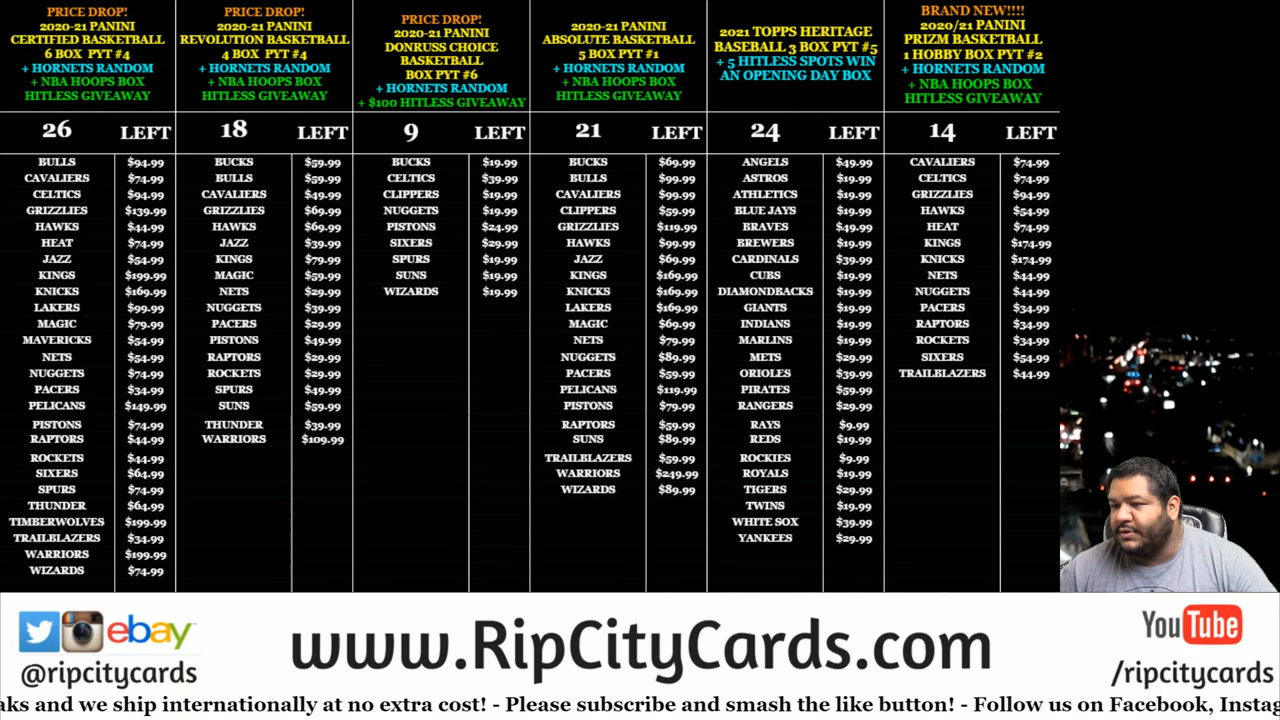 PRICE DROP!
2020-21 PANINI
CERTIFIED BASKETBALL
6 BOX PYT #4
+ HORNETS RANDOM
+ NBA HOOPS BOX
HITLESS GIVEAWAY
26 LEFT
BULLS $94.99
CAVALIERS $74.99
CELTICS $94.99
GRIZZLIES $139.99
HAWKS $44.99
HEAT $74.99
JAZZ $54.99
KINGS $199.99
KNICKS $169.99
LAKERS $99.99
MAGIC $79.99
MAVERICKS $54.99
NETS $54.99
NUGGETS $74.99
PACERS $34.99
PELICANS $149.99
PISTONS $74.99
RAPTORS $44.99
ROCKETS $44.99
SIXERS $64.99
SPURS $74.99
THUNDER $64.99
TIMBERWOLVES $199.99
TRAILBLAZERS $34.99
WARRIORS $199.99
WIZARDS $74.99
PRICE DROP!
2020-21 PANINI
REVOLUTION BASKETBALL
4 BOX PYT #4
+ HORNETS RANDOM
+ NBA HOOPS BOX
HITLESS GIVEAWAY
18 LEFT
BUCKS $59.99
BULLS $59.99
CAVALIERS $49.99
GRIZZLIES $69.99
HAWKS $69.99
JAZZ $39.99
KINGS $79.99
MAGIC $59.99
NETS $29.99
NUGGETS $39.99
PACERS $29.99
PISTONS $49.99
RAPTORS $29.99
ROCKETS $29.99
SPURS $49.99
SUNS $59.99
THUNDER $39.99
WARRIORS $109.99
PRICE DROP!
2020-21 PANINI
DONRUSS CHOICE
BASKETBALL
BOX PYT #6
+ HORNETS RANDOM
+ $100 HITLESS GIVEAWAY
9 LEFT
BUCKS $19.99
CELTICS $39.99
CLIPPERS $19.99
NUGGETS $19.99
PISTONS $24.99
SIXERS $29.99
SPURS $19.99
SUNS $19.99
WIZARDS $19.99
2020-21 PANINI
ABSOLUTE BASKETBALL
5 BOX PYT #1
+ HORNETS RANDOM
+ NBA HOOPS BOX
HITLESS GIVEAWAY
21 LEFT
BUCKS $69.99
BULLS $99.99
CAVALIERS $99.99
CLIPPERS $59.99
GRIZZLIES $119.99
HAWKS $99.99
JAZZ $69.99
KINGS $169.99
KNICKS $169.99
LAKERS $169.99
MAGIC $69.99
NETS $79.99
NUGGETS $89.99
PACERS $59.99
PELICANS $119.99
PISTONS $79.99
RAPTORS $59.99
SUNS $89.99
TRAILBLAZERS $59.99
WARRIORS $249.99
WIZARDS $89.99
2021 TOPPS HERITAGE
BASEBALL 3 BOX PYT #5
+ 5 HITLESS SPOTS WIN
AN OPENING DAY BOX
24 LEFT
ANGELS $49.99
ASTROS $19.99
ATHLETICS $19.99
BLUE JAYS $19.99
BRAVES $49.99
BREWERS $19.99
CARDINALS $39.99
CUBS $19.99
DIAMONDBACKS $19.99
GIANTS $19.99
INDIANS $19.99
MARLINS $19.99
METS $29.99
ORIOLES $39.99
PIRATES $59.99
RANGERS $29.99
RAYS $9.99
REDS $19.99
ROCKIES $9.99
ROYALS $19.99
TIGERS $29.99
TWINS $19.99
WHITE SOX $39.99
YANKEES $29.99
BRAND NEW!!!!
2020/21 PANINI
PRIZM BASKETBALL
1 HOBBY BOX PYT #2
+ HORNETS RANDOM
+ NBA HOOPS BOX
HITLESS GIVEAWAY
14 LEFT
CAVALIERS $74.99
CELTICS $74.99
GRIZZLIES $94.99
HAWKS $54.99
HEAT $74.99
KINGS $174.99
KNICKS $174.99
NETS $44.99
NUGGETS $44.99
PACERS $34.99
RAPTORS $34.99
ROCKETS $34.99
SIXERS $54.99
TRAILBLAZERS $44.99
ebay
@ripcitycards
www.RipCityCards.com
YouTube
/ripcitycards
aks and we ship internationally at no extra cost! - Please subscribe and smash the like button! - Follow us on Facebook, Instag